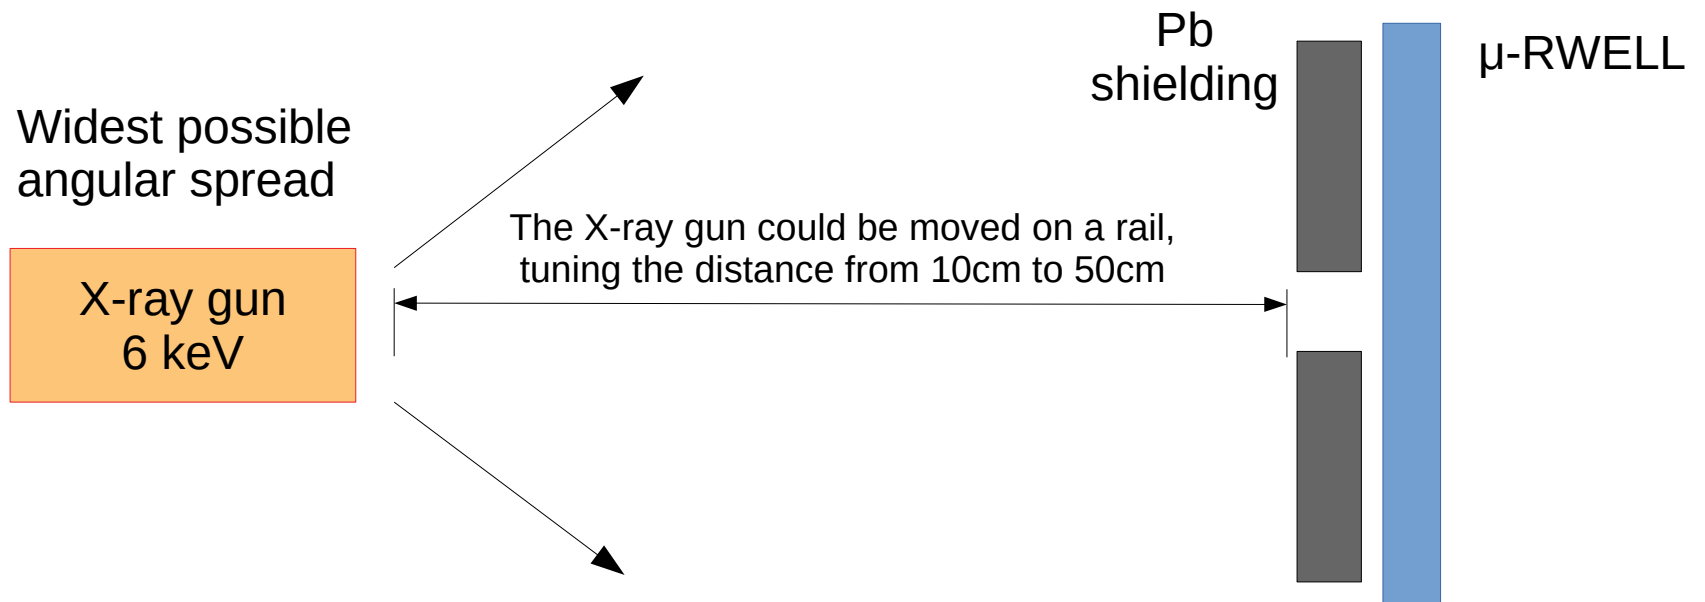 Widest possible
angular spread
X-ray gun
6 keV
The X-ray gun could be moved on a rail,
tuning the distance from 10cm to 50cm
Pb
shielding
µ-RWELL